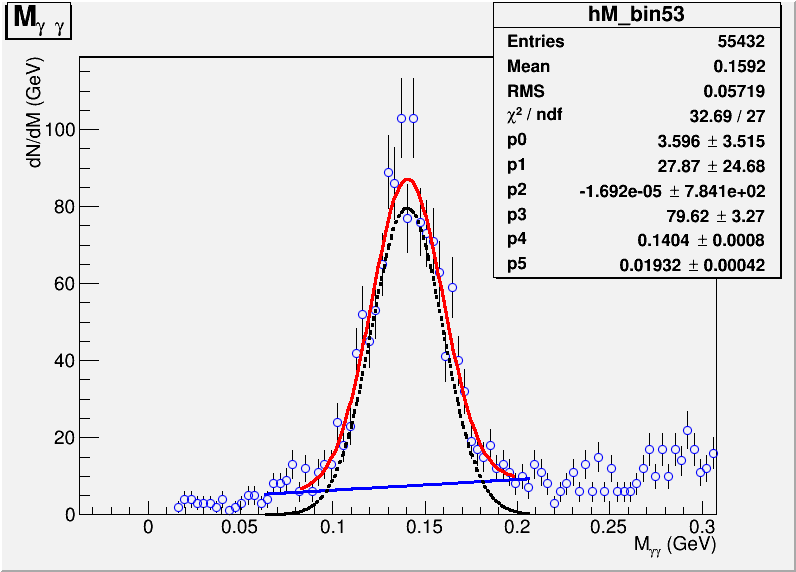 M γ γ
hM_bin53
Entries 55432
Mean 0.1592
RMS 0.05719
χ² / ndf 32.69 / 27
p0 3.596 ± 3.515
p1 27.87 ± 24.68
p2 -1.692e-05 ± 7.841e+02
p3 79.62 ± 3.27
p4 0.1404 ± 0.0008
p5 0.01932 ± 0.00042
dN/dM (GeV)
100
80
60
40
20
0
0 0.05 0.1 0.15 0.2 0.25 0.3
Mγγ (GeV)